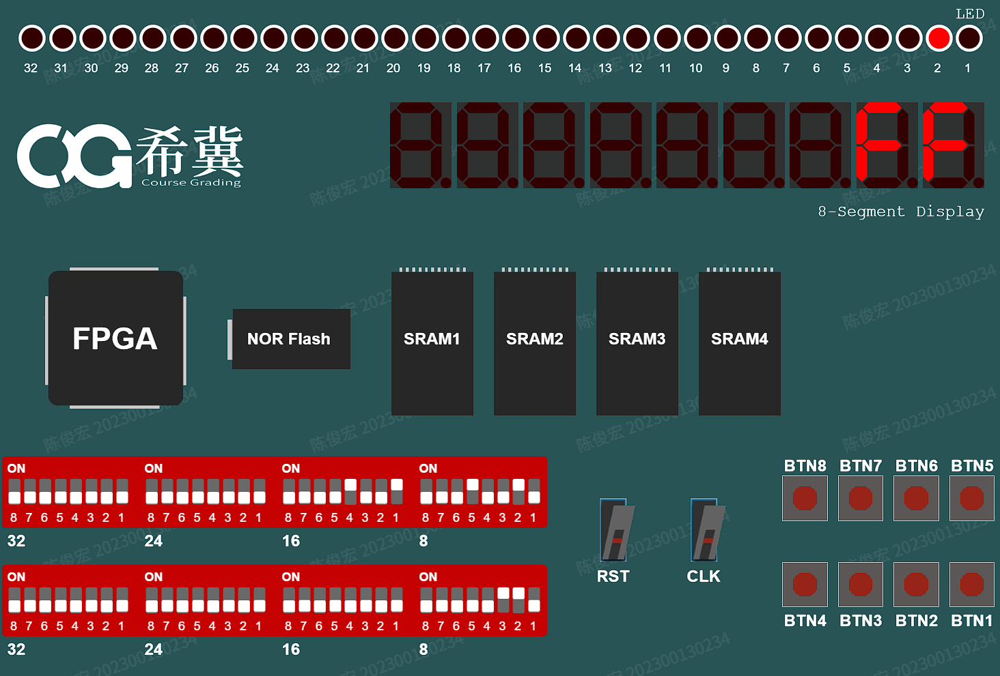 LED
32 31 30 29 28 27 26 25 24 23 22 21 20 19 18 17 16 15 14 13 12 11 10 9 8 7 6 5 4 3 2 1
CG希冀
Course Grading
FF
8-Segment Display
FPGA
NOR Flash
SRAM1
SRAM2
SRAM3
SRAM4
ON ON ON ON
8 7 6 5 4 3 2 1 8 7 6 5 4 3 2 1 8 7 6 5 4 3 2 1 8 7 6 5 4 3 2 1
32 24 16 8
ON ON ON ON
8 7 6 5 4 3 2 1 8 7 6 5 4 3 2 1 8 7 6 5 4 3 2 1 8 7 6 5 4 3 2 1
32 24 16 8
RST
CLK
BTN8 BTN7 BTN6 BTN5
BTN4 BTN3 BTN2 BTN1
陈俊宏 202300130234